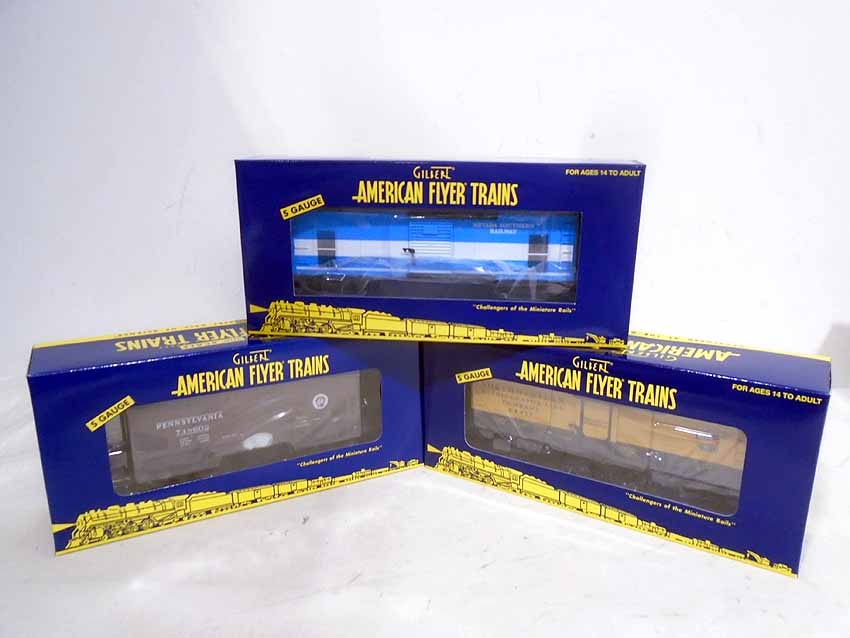 Gilbert
AMERICAN FLYER TRAINS
FOR AGES 14 TO ADULT
S GAUGE
NEVADA SOUTHERN
RAILWAY
"Challengers of the Miniature Rails"
FLYER TRAINS
Gilbert
AMERICAN FLYER TRAINS
S GAUGE
PENNSYLVANIA
"Challengers of the Miniature Rails"
AMERICAN
Gilbert
AMERICAN FLYER TRAINS
FOR AGES 14 TO ADULT
S GAUGE
COMPANY
"Challengers of the Miniature Rails"